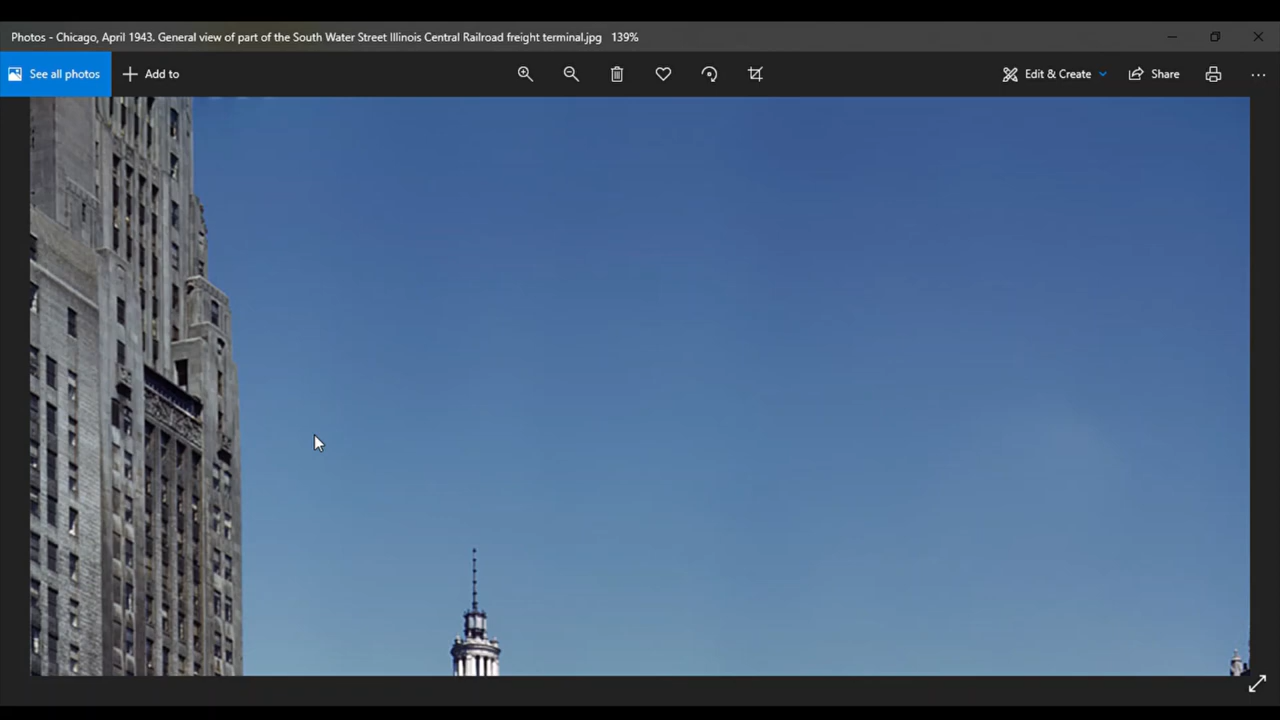 Photos - Chicago, April 1943. General view of part of the South Water Street Illinois Central Railroad freight terminal.jpg 139%
See all photos
Add to
Edit & Create
Share